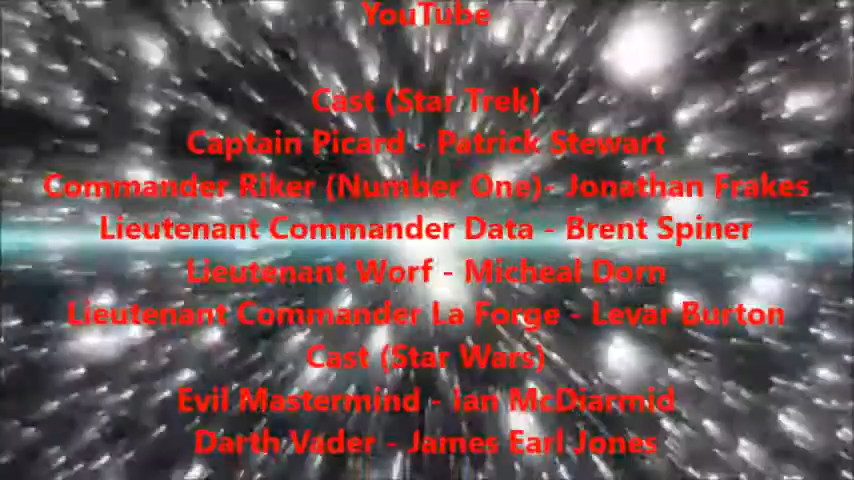 YouTube
Cast (Star Trek)
Captain Picard - Patrick Stewart
Commander Riker (Number One)- Jonathan Frakes
Lieutenant Commander Data - Brent Spiner
Lieutenant Worf - Micheal Dorn
Lieutenant Commander La Forge - Levar Burton
Cast (Star Wars)
Evil Mastermind - Ian McDiarmid
Darth Vader - James Earl Jones